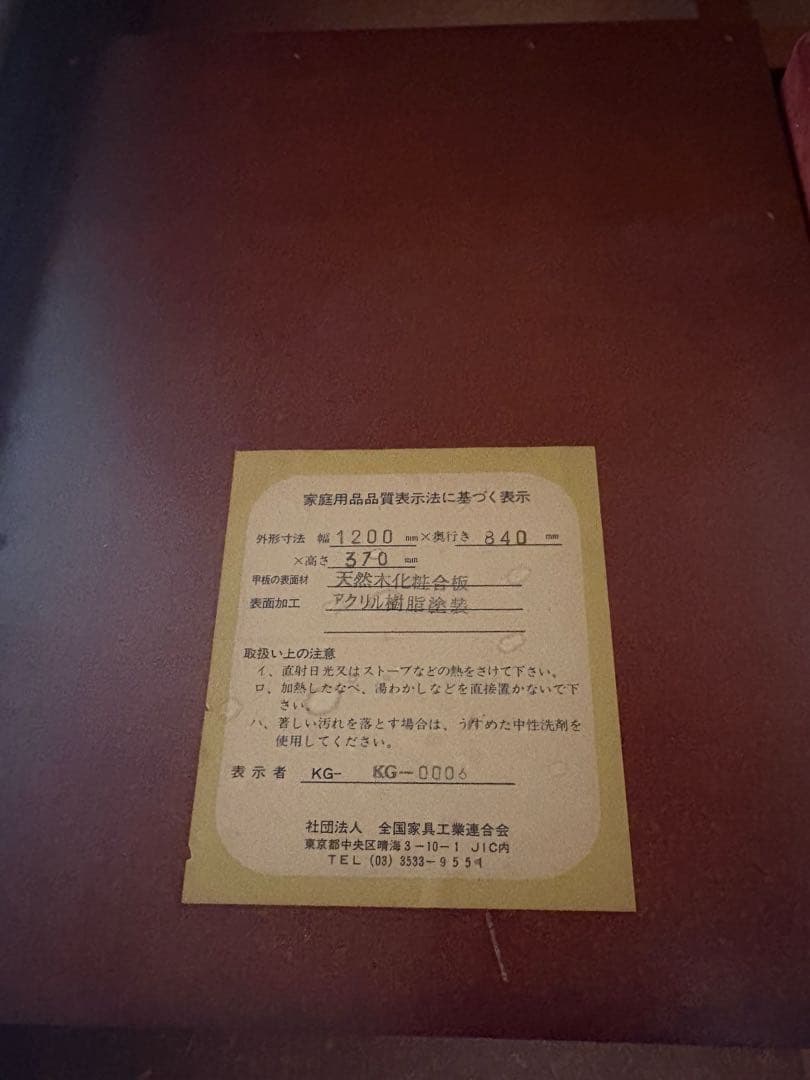 家庭用品品質表示法に基づく表示
外形寸法 幅 1200 mm×奥行き 840 mm
×高さ 370 mm
甲板の表面材 天然木化粧合板
表面加工 アクリル樹脂塗装
取扱い上の注意
イ、直射日光又はストーブなどの熱をさけて下さい。
ロ、加熱したなべ、湯わかしなどを直接置かないで下
さい。
ハ、著しい汚れを落とす場合は、うすめた中性洗剤を
使用してください。
表示者 KG- KG-0006
社団法人 全国家具工業連合会
東京都中央区晴海3-10-1 JIC内
TEL (03) 3533-9551